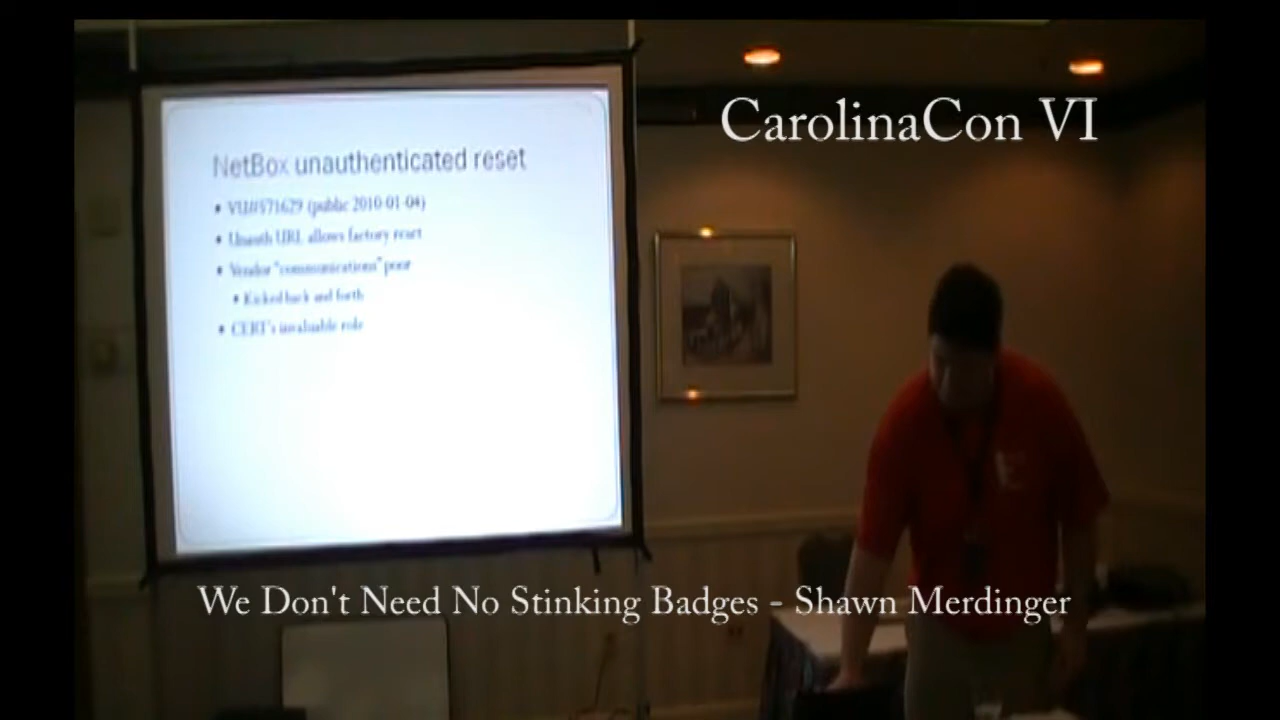 CarolinaCon VI
NetBox unauthenticated reset
• VU#571629 (public 2010-01-04)
• Unauth URL allows factory reset
• Vendor "communications" poor
• Kicked back and forth
• CERT's invaluable role
We Don't Need No Stinking Badges - Shawn Merdinger